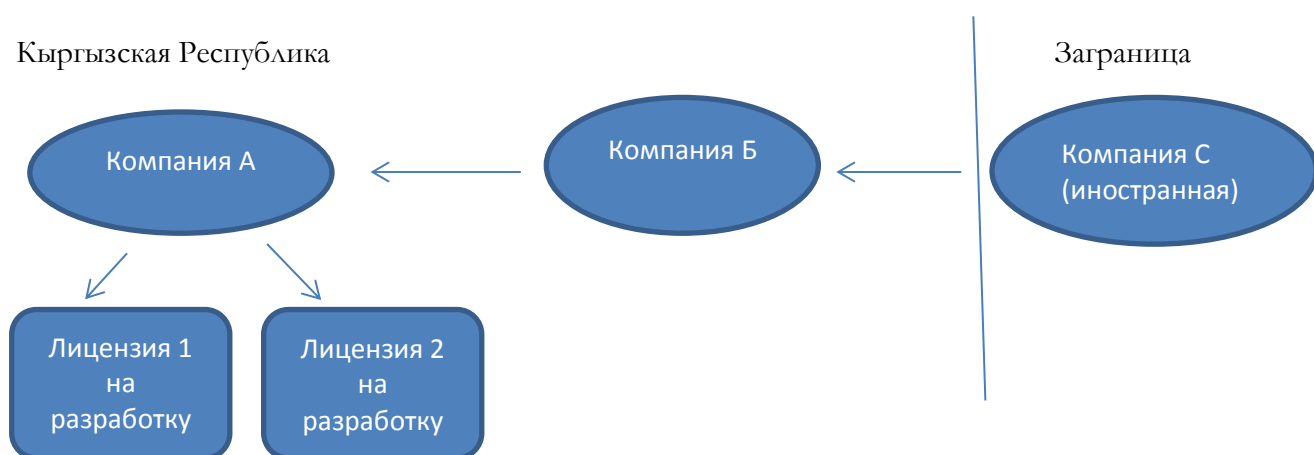 Кыргызская Республика
Заграница
Компания А
Компания Б
Компания С
(иностранная)
Лицензия 1
на
разработку
Лицензия 2
на
разработку